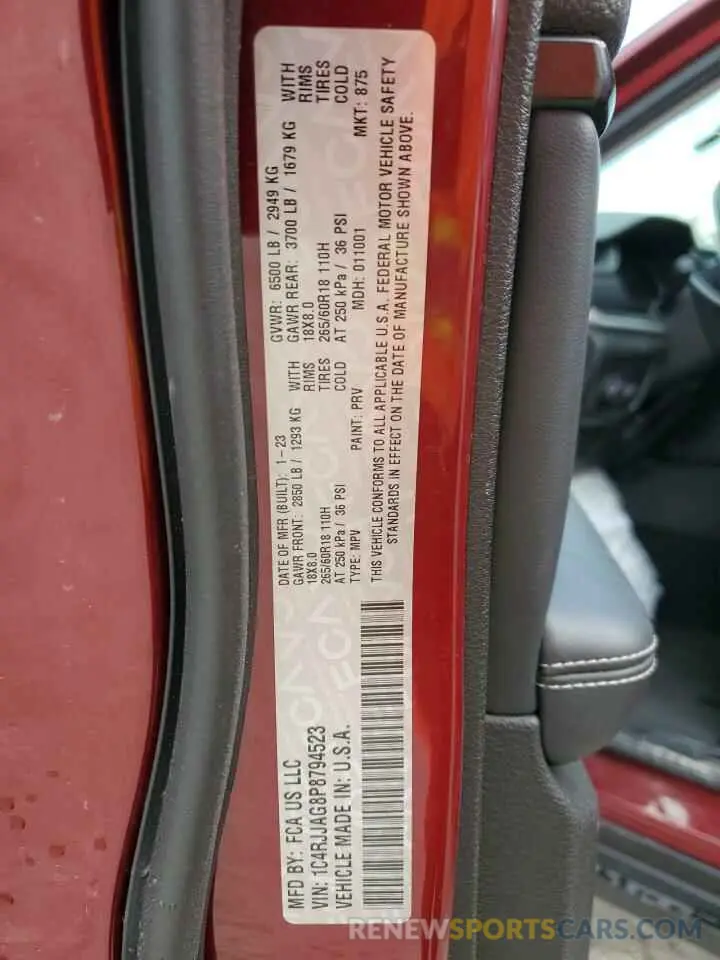 MFD BY: FCA US LLC
DATE OF MFR (BUILT): 1-23
GVWR: 6500 LB / 2949 KG
GAWR FRONT: 2850 LB / 1293 KG WITH
GAWR REAR: 3700 LB / 1679 KG WITH
18X8.0 RIMS
18X8.0 RIMS
265/60R18 110H TIRES
265/60R18 110H TIRES
AT 250 kPa / 36 PSI COLD
AT 250 kPa / 36 PSI COLD
VIN: 1C4RJJAG8P8794523
TYPE: MPV PAINT: PRV MDH: 011001 MKT: 875
VEHICLE MADE IN: U.S.A.
THIS VEHICLE CONFORMS TO ALL APPLICABLE U.S.A. FEDERAL MOTOR VEHICLE SAFETY
STANDARDS IN EFFECT ON THE DATE OF MANUFACTURE SHOWN ABOVE.
RENEWSPORTSCARS.COM